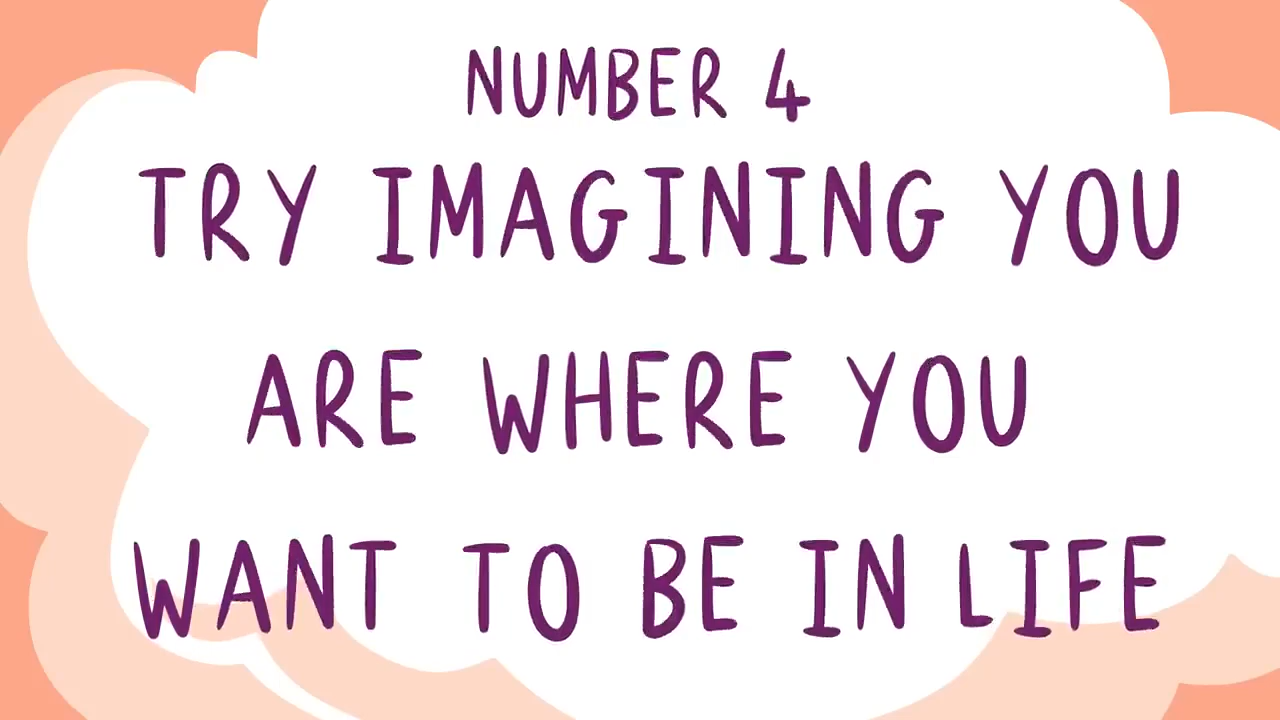 NUMBER 4
TRY IMAGINING YOU
ARE WHERE YOU
WANT TO BE IN LIFE